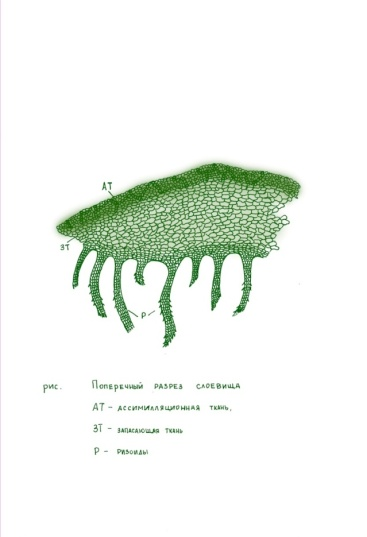 АТ
ЗТ
Р
рис. Поперечный разрез слоевища
АТ – ассимиляционная ткань,
ЗТ – запасающая ткань
Р – ризоиды